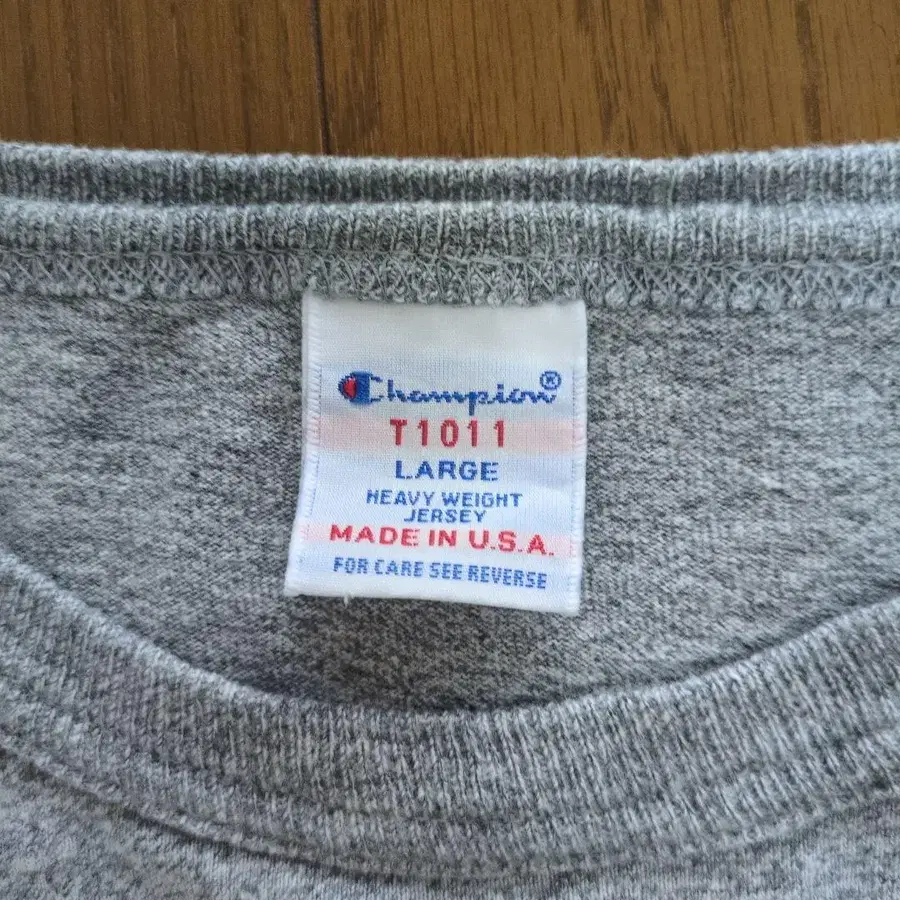 Champion®
T1011
LARGE
HEAVY WEIGHT
JERSEY
MADE IN U.S.A.
FOR CARE SEE REVERSE